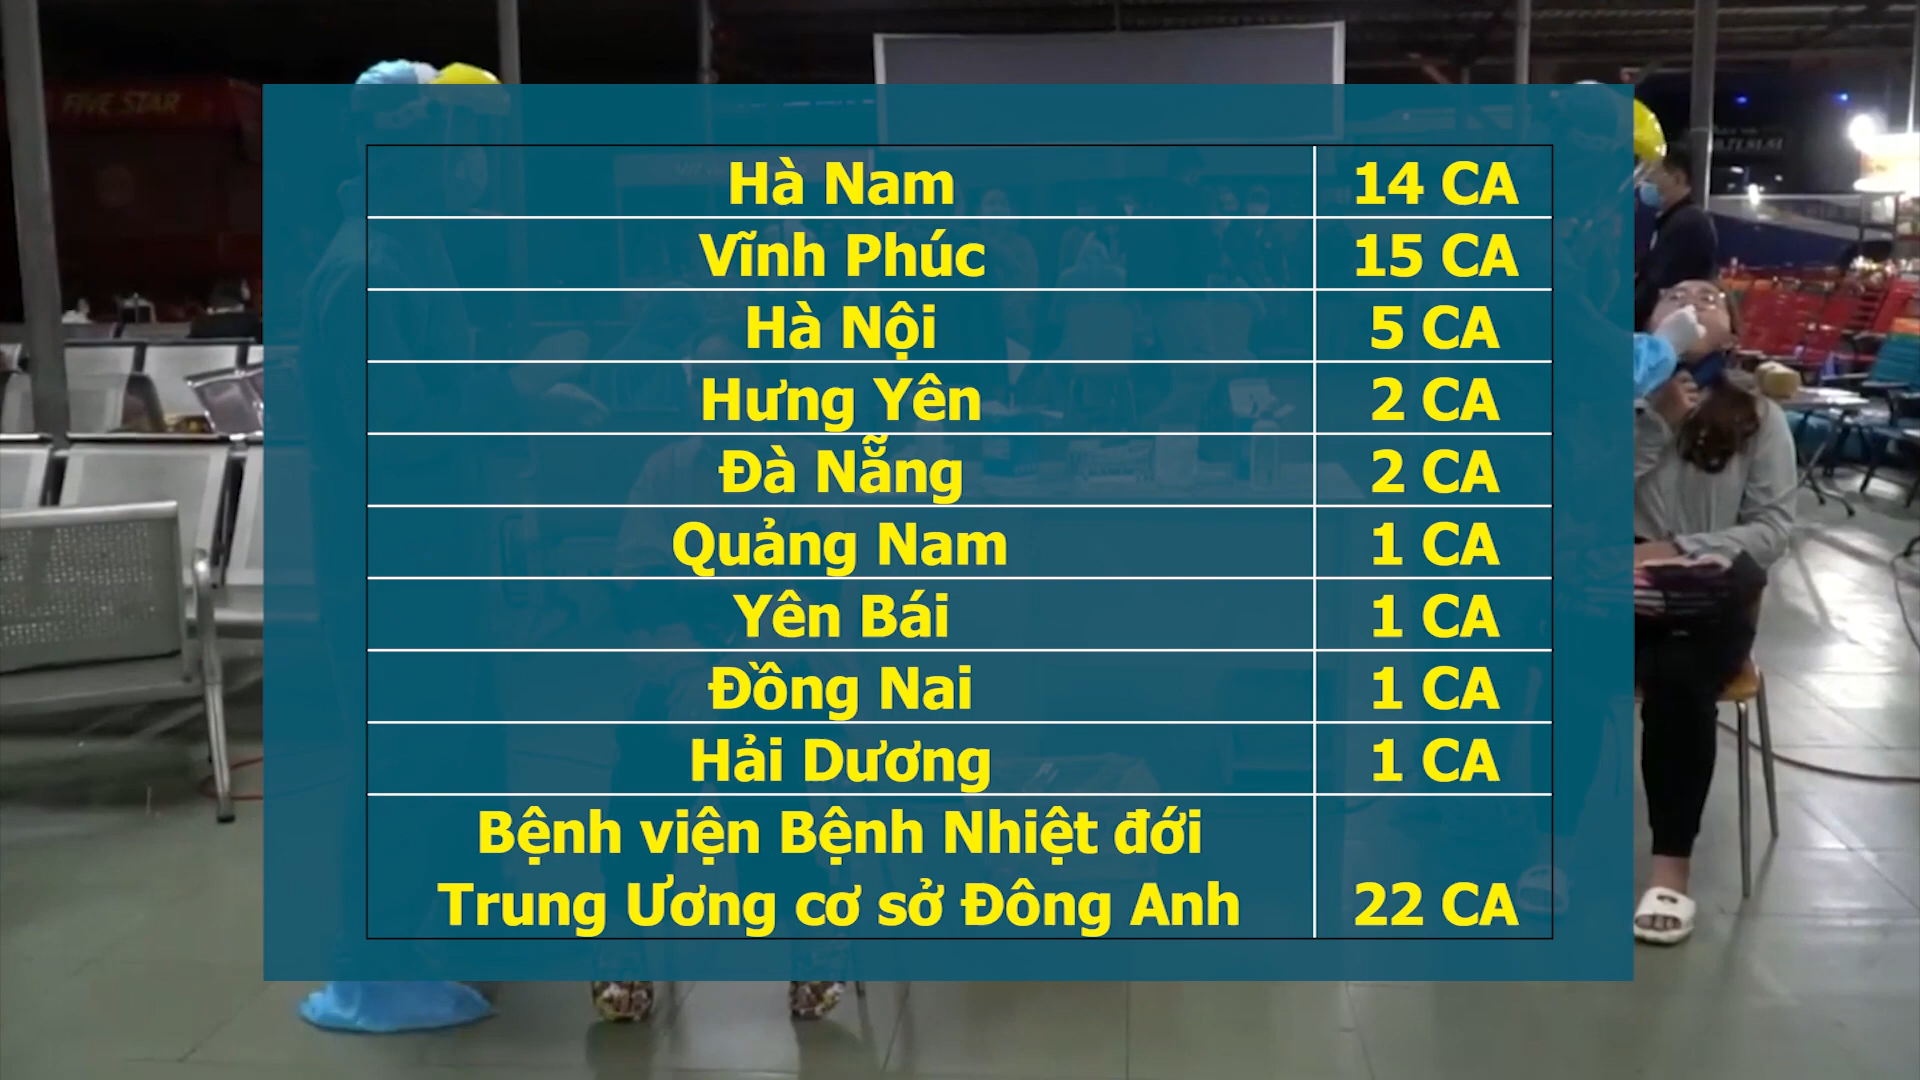 FIVE STAR
Hà Nam 14 CA
Vĩnh Phúc 15 CA
Hà Nội 5 CA
Hưng Yên 2 CA
Đà Nẵng 2 CA
Quảng Nam 1 CA
Yên Bái 1 CA
Đồng Nai 1 CA
Hải Dương 1 CA
Bệnh viện Bệnh Nhiệt đới
Trung Ương cơ sở Đông Anh 22 CA